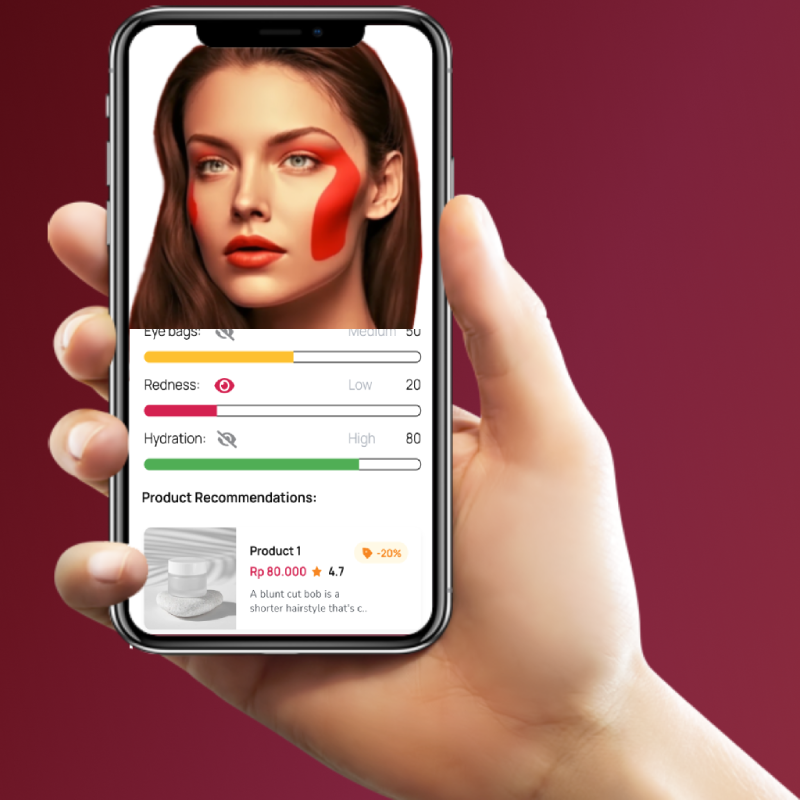 Eye bags: Medium 50
Redness: Low 20
Hydration: High 80
Product Recommendations:
Product 1 -20%
Rp 80.000 4.7
A blunt cut bob is a
shorter hairstyle that's c..